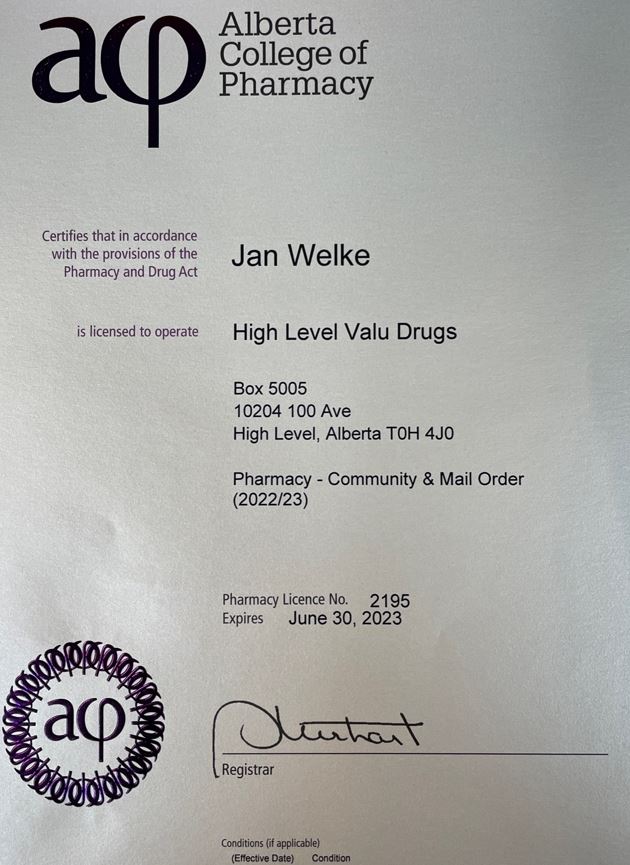 acp
Alberta
College of
Pharmacy
Certifies that in accordance
with the provisions of the
Pharmacy and Drug Act
Jan Welke
is licensed to operate
High Level Valu Drugs
Box 5005
10204 100 Ave
High Level, Alberta T0H 4J0
Pharmacy - Community & Mail Order
(2022/23)
Pharmacy Licence No. 2195
Expires June 30, 2023
acp
Registrar
Conditions (if applicable)
(Effective Date) Condition